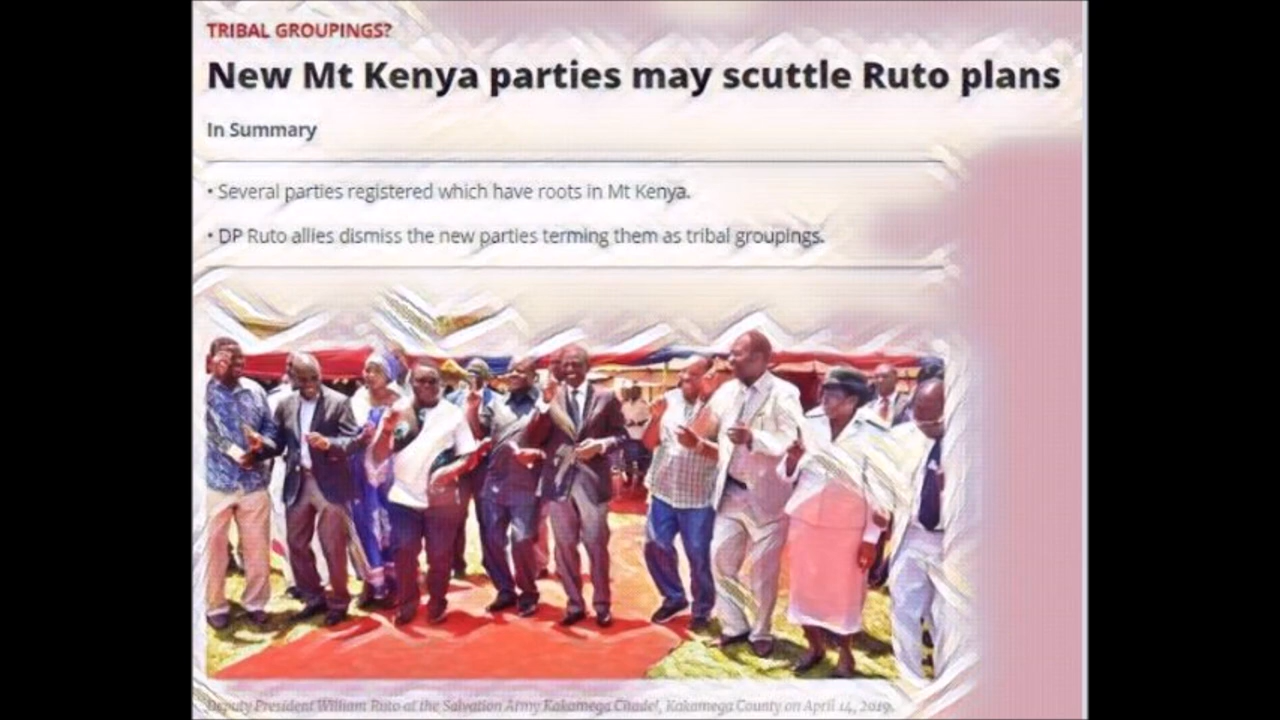 TRIBAL GROUPINGS?
New Mt Kenya parties may scuttle Ruto plans
In Summary
• Several parties registered which have roots in Mt Kenya.
• DP Ruto allies dismiss the new parties terming them as tribal groupings.
Deputy President William Ruto at the Salvation Army Kakamega Citadel, Kakamega County on April 14, 2019.